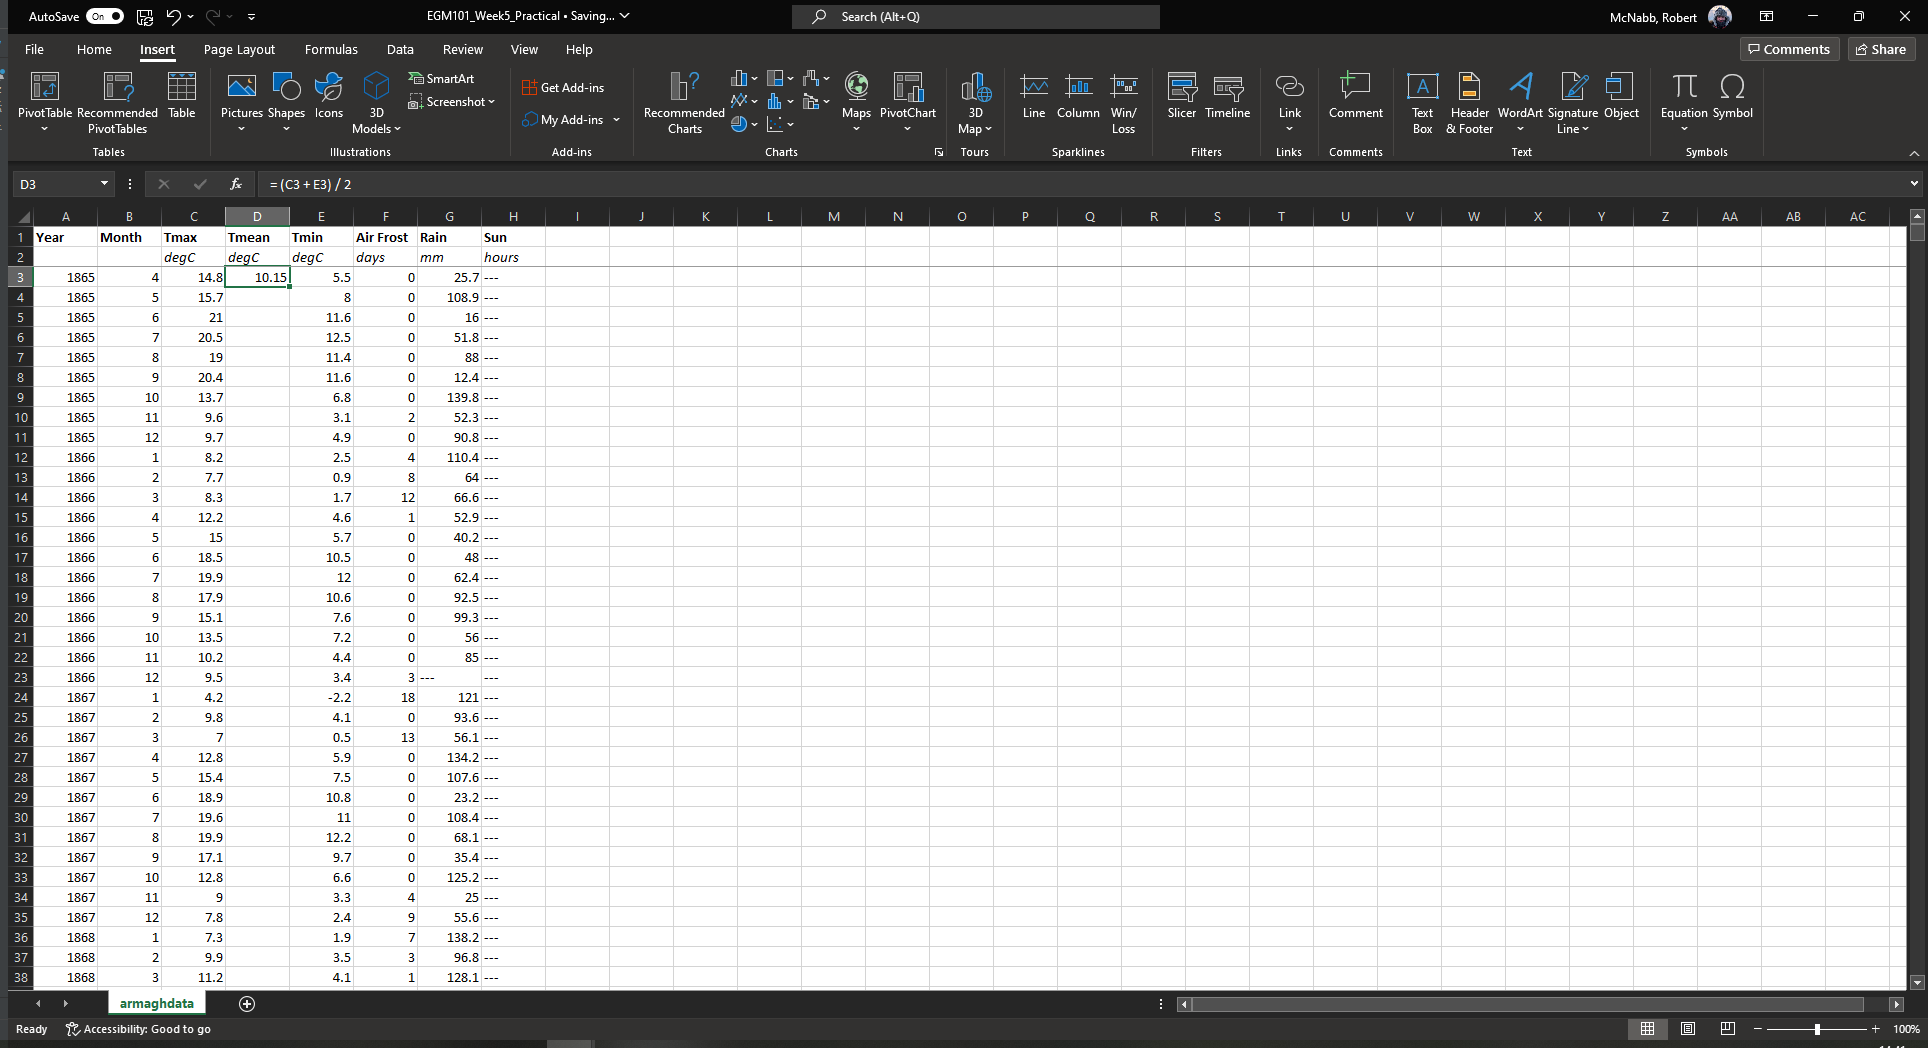 AutoSave On EGM101_Week5_Practical • Saving... Search (Alt+Q) McNabb, Robert
File Home Insert Page Layout Formulas Data Review View Help Comments Share
PivotTable Recommended PivotTables Table Pictures Shapes Icons 3D Models SmartArt Screenshot Get Add-ins My Add-ins Recommended Charts Maps PivotChart 3D Map Line Column Win/Loss Slicer Timeline Link Comment Text Box Header & Footer WordArt Signature Line Object Equation Symbol
Tables Illustrations Add-ins Charts Tours Sparklines Filters Links Comments Text Symbols
D3 fx =(C3+E3) / 2
A B C D E F G H I J K L M N O P Q R S T U V W X Y Z AA AB AC
1 Year Month Tmax Tmean Tmin Air Frost Rain Sun
2 degC degC degC days mm hours
3 1865 4 14.8 10.15 5.5 0 25.7 ---
4 1865 5 15.7 8 0 108.9 ---
5 1865 6 21 11.6 0 16 ---
6 1865 7 20.5 12.5 0 51.8 ---
7 1865 8 19 11.4 0 88 ---
8 1865 9 20.4 11.6 0 12.4 ---
9 1865 10 13.7 6.8 0 139.8 ---
10 1865 11 9.6 3.1 2 52.3 ---
11 1865 12 9.7 4.9 0 90.8 ---
12 1866 1 8.2 2.5 4 110.4 ---
13 1866 2 7.7 0.9 8 64 ---
14 1866 3 8.3 1.7 12 66.6 ---
15 1866 4 12.2 4.6 1 52.9 ---
16 1866 5 15 5.7 0 40.2 ---
17 1866 6 18.5 10.5 0 48 ---
18 1866 7 19.9 12 0 62.4 ---
19 1866 8 17.9 10.6 0 92.5 ---
20 1866 9 15.1 7.6 0 99.3 ---
21 1866 10 13.5 7.2 0 56 ---
22 1866 11 10.2 4.4 0 85 ---
23 1866 12 9.5 3.4 3 --- ---
24 1867 1 4.2 -2.2 18 121 ---
25 1867 2 9.8 4.1 0 93.6 ---
26 1867 3 7 0.5 13 56.1 ---
27 1867 4 12.8 5.9 0 134.2 ---
28 1867 5 15.4 7.5 0 107.6 ---
29 1867 6 18.9 10.8 0 23.2 ---
30 1867 7 19.6 11 0 108.4 ---
31 1867 8 19.9 12.2 0 68.1 ---
32 1867 9 17.1 9.7 0 35.4 ---
33 1867 10 12.8 6.6 0 125.2 ---
34 1867 11 9 3.3 4 25 ---
35 1867 12 7.8 2.4 9 55.6 ---
36 1868 1 7.3 1.9 7 138.2 ---
37 1868 2 9.9 3.5 3 96.8 ---
38 1868 3 11.2 4.1 1 128.1 ---
armaghdata
Ready Accessibility: Good to go 100%